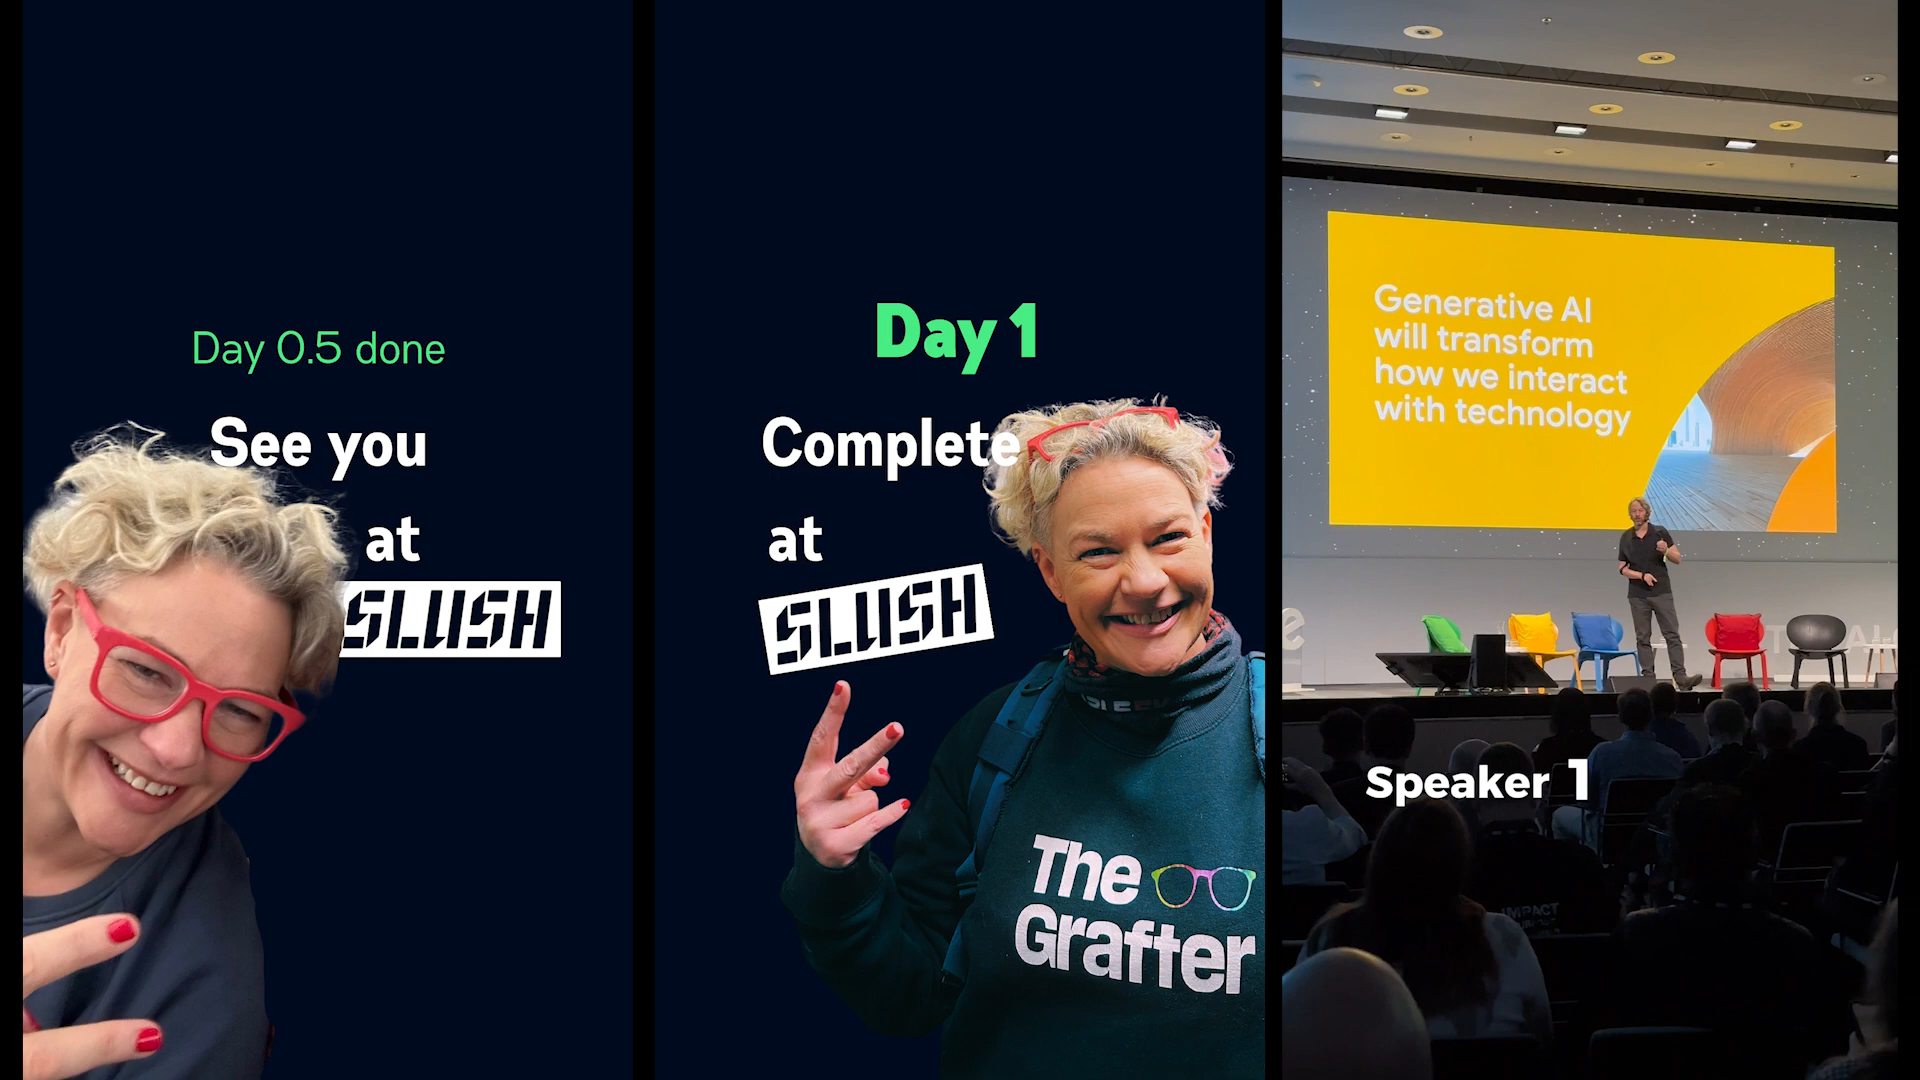 Day 0.5 done
See you
at
SLUSH
Day 1
Complete
at
SLUSH
The
Grafter
Generative AI
will transform
how we interact
with technology
Speaker 1
IMPACT